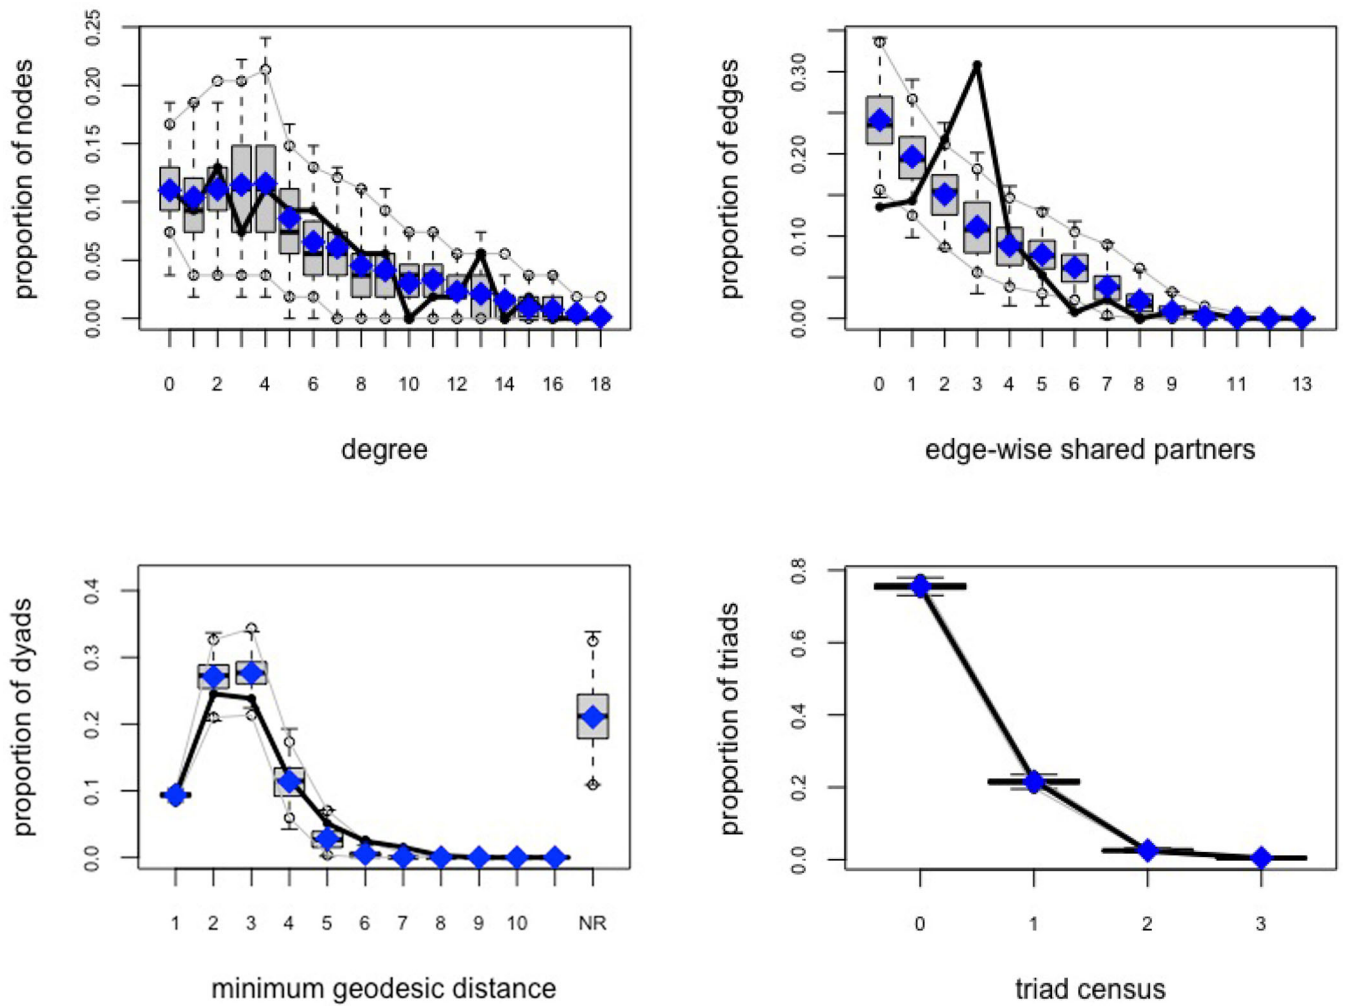 proportion of nodes
0.00 0.05 0.10 0.15 0.20 0.25
0 2 4 6 8 10 12 14 16 18
degree
proportion of edges
0.00 0.10 0.20 0.30
0 1 2 3 4 5 6 7 8 9 11 13
edge-wise shared partners
proportion of dyads
0.0 0.1 0.2 0.3 0.4
1 2 3 4 5 6 7 8 9 10 NR
minimum geodesic distance
proportion of triads
0.0 0.2 0.4 0.6 0.8
0 1 2 3
triad census